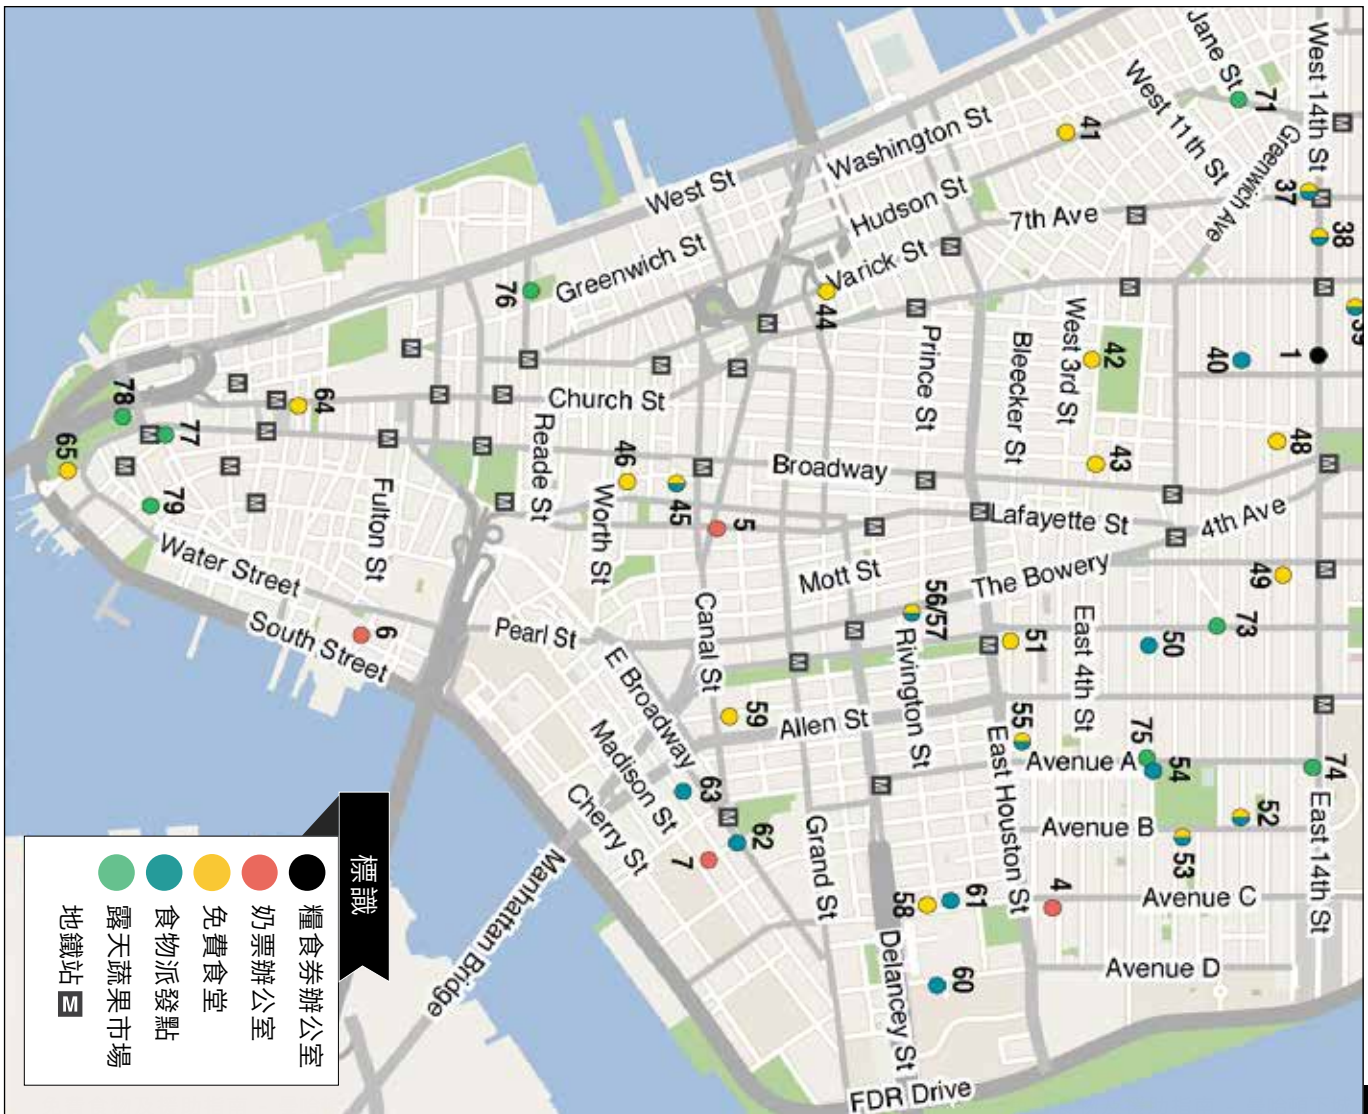 Jane St
71
West 14th St
West 11th St
Greenwich Ave
41
37
38
39
Washington St
Hudson St
7th Ave
West St
Varick St
Greenwich St
76
44
Prince St
Bleecker St
West 3rd St
42
40
1
Church St
64
78
77
65
79
Reade St
46
45
5
Broadway
43
48
Fulton St
Worth St
Lafayette St
4th Ave
Water Street
South Street
6
Pearl St
Canal St
Mott St
The Bowery
56/57
Rivington St
51
East 4th St
50
73
49
E Broadway
59
Allen St
55
Avenue A
75
54
74
East 14th St
Madison St
63
62
7
Cherry St
Grand St
East Houston St
Avenue B
52
53
Manhattan Bridge
58
61
60
4
Avenue C
Avenue D
Delancey St
FDR Drive
標識
糧食券辦公室
奶票辦公室
免費食堂
食物派發點
露天蔬果市場
地鐵站 M